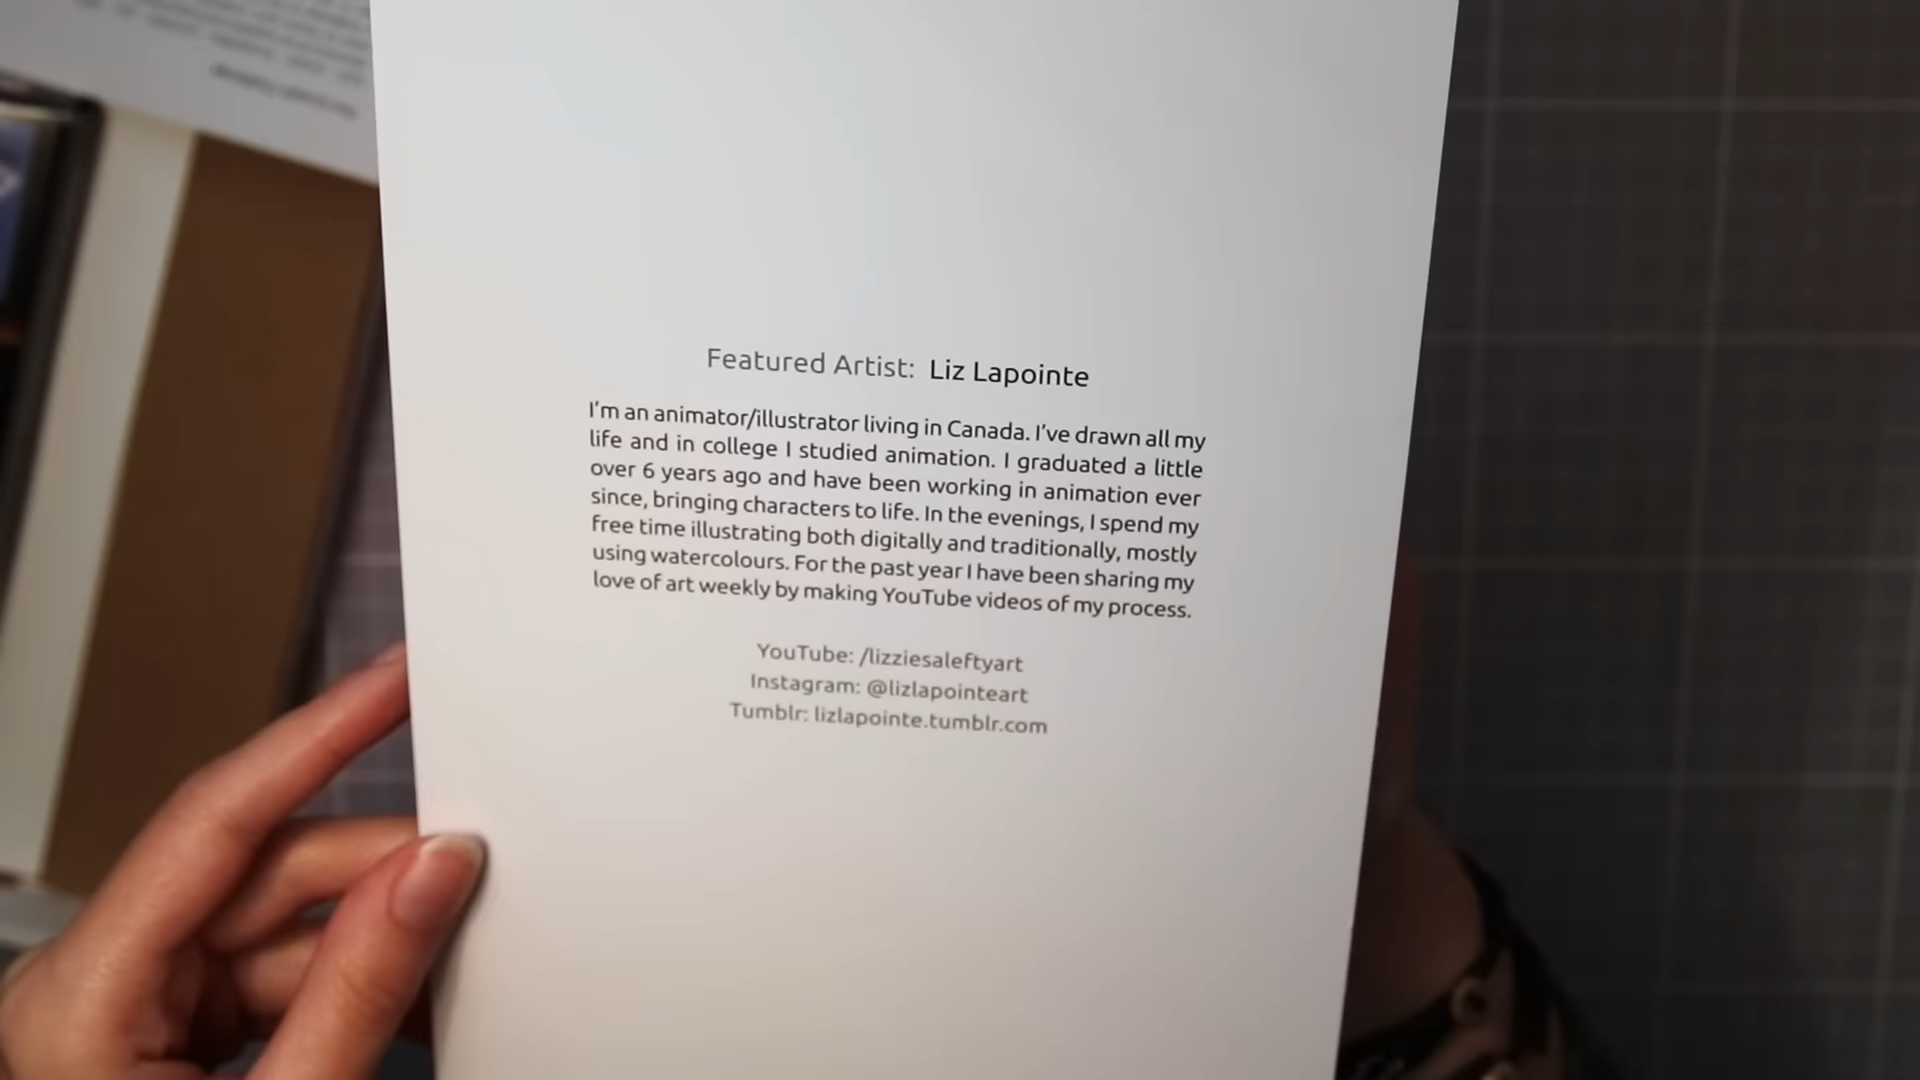 Featured Artist: Liz Lapointe
I'm an animator/illustrator living in Canada. I've drawn all my
life and in college I studied animation. I graduated a little
over 6 years ago and have been working in animation ever
since, bringing characters to life. In the evenings, I spend my
free time illustrating both digitally and traditionally, mostly
using watercolours. For the past year I have been sharing my
love of art weekly by making YouTube videos of my process.
YouTube: /lizziesaleftyart
Instagram: @lizlapointeart
Tumblr: lizlapointe.tumblr.com